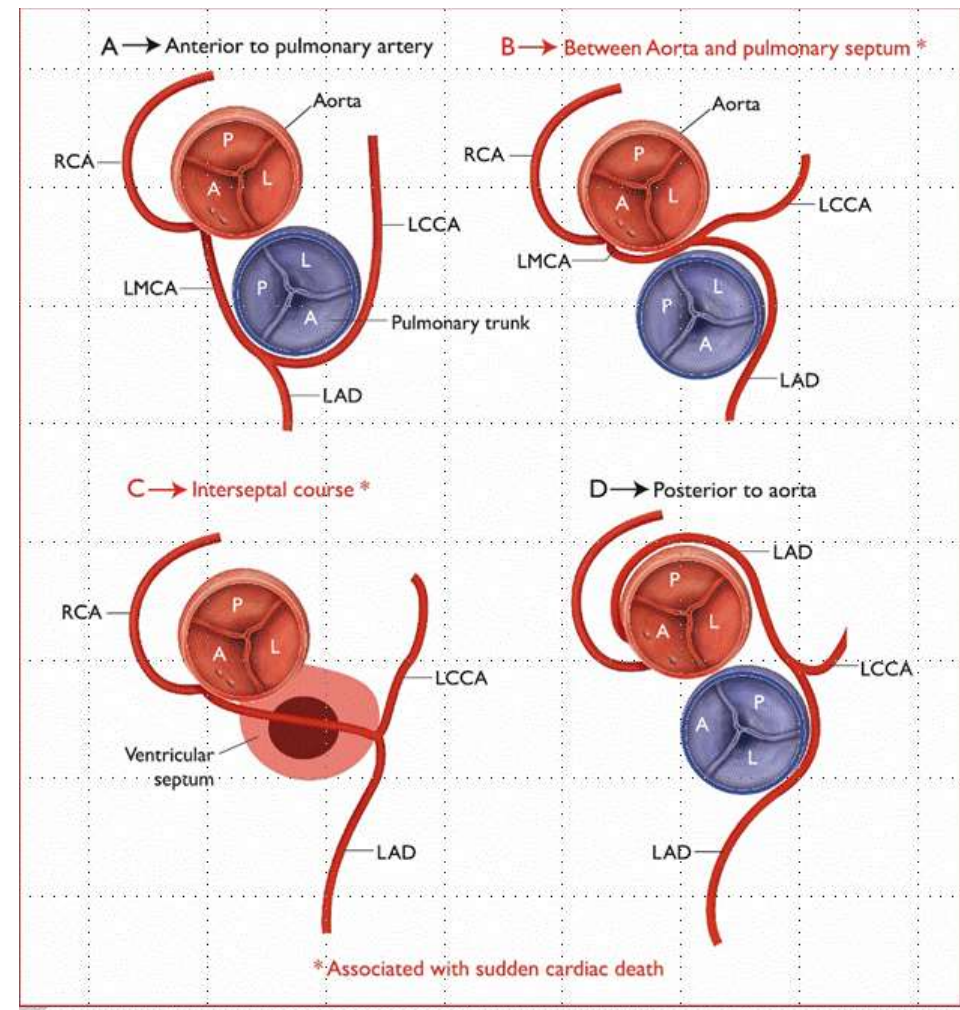 A → Anterior to pulmonary artery
Aorta
P
RCA
A
L
LCCA
L
LMCA
P
A
Pulmonary trunk
LAD
B → Between Aorta and pulmonary septum *
Aorta
P
RCA
L
A
LCCA
LMCA
L
P
A
LAD
C → Interseptal course *
P
RCA
A
L
LCCA
Ventricular
septum
LAD
D → Posterior to aorta
LAD
P
L
A
LCCA
P
A
L
LAD
* Associated with sudden cardiac death